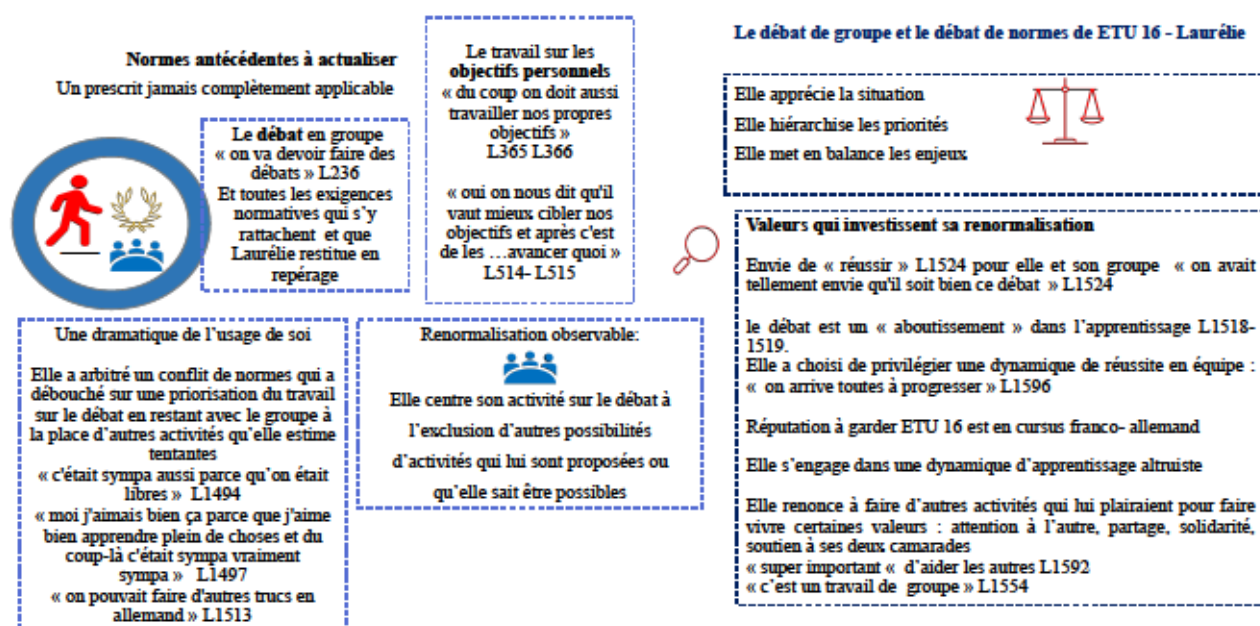 Le débat de groupe et le débat de normes de ETU 16 - Laurélie
Normes antécédentes à actualiser
Un prescrit jamais complètement applicable
Le débat en groupe
« on va devoir faire des
débats » L236
Et toutes les exigences
normatives qui s'y
rattachent et que
Laurélie restitue en
repérage
Le travail sur les
objectifs personnels
« du coup on doit aussi
travailler nos propres
objectifs »
L365 L366
« oui on nous dit qu'il
vaut mieux cibler nos
objectifs et après c'est
de les …avancer quoi »
L514- L515
Elle apprécie la situation
Elle hiérarchise les priorités
Elle met en balance les enjeux
Une dramatique de l'usage de soi
Elle a arbitré un conflit de normes qui a
débouché sur une priorisation du travail
sur le débat en restant avec le groupe à
la place d'autres activités qu'elle estime
tentantes
« c'était sympa aussi parce qu'on était
libres » L1494
« moi j'aimais bien ça parce que j'aime
bien apprendre plein de choses et du
coup-là c'était sympa vraiment
sympa » L1497
« on pouvait faire d'autres trucs en
allemand » L1513
Renormalisation observable:
Elle centre son activité sur le débat à
l'exclusion d'autres possibilités
d'activités qui lui sont proposées ou
qu'elle sait être possibles
Valeurs qui investissent sa renormalisation
Envie de « réussir » L1524 pour elle et son groupe « on avait
tellement envie qu'il soit bien ce débat » L1524
le débat est un « aboutissement » dans l'apprentissage L1518-
1519.
Elle a choisi de privilégier une dynamique de réussite en équipe :
« on arrive toutes à progresser » L1596
Réputation à garder ETU 16 est en cursus franco- allemand
Elle s'engage dans une dynamique d'apprentissage altruiste
Elle renonce à faire d'autres activités qui lui plairaient pour faire
vivre certaines valeurs : attention à l'autre, partage, solidarité,
soutien à ses deux camarades
« super important « d'aider les autres L1592
« c'est un travail de groupe » L1554